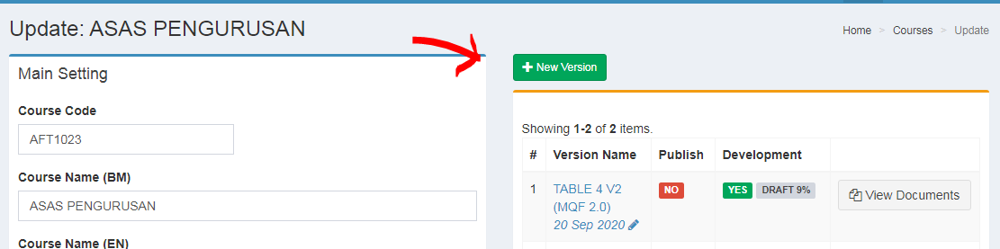 Update: ASAS PENGURUSAN
Home > Courses > Update
Main Setting
Course Code
AFT1023
Course Name (BM)
ASAS PENGURUSAN
Course Name (EN)
New Version
Showing 1-2 of 2 items.
# Version Name Publish Development
1 TABLE 4 V2 NO YES DRAFT 9% View Documents
(MQF 2.0)
20 Sep 2020